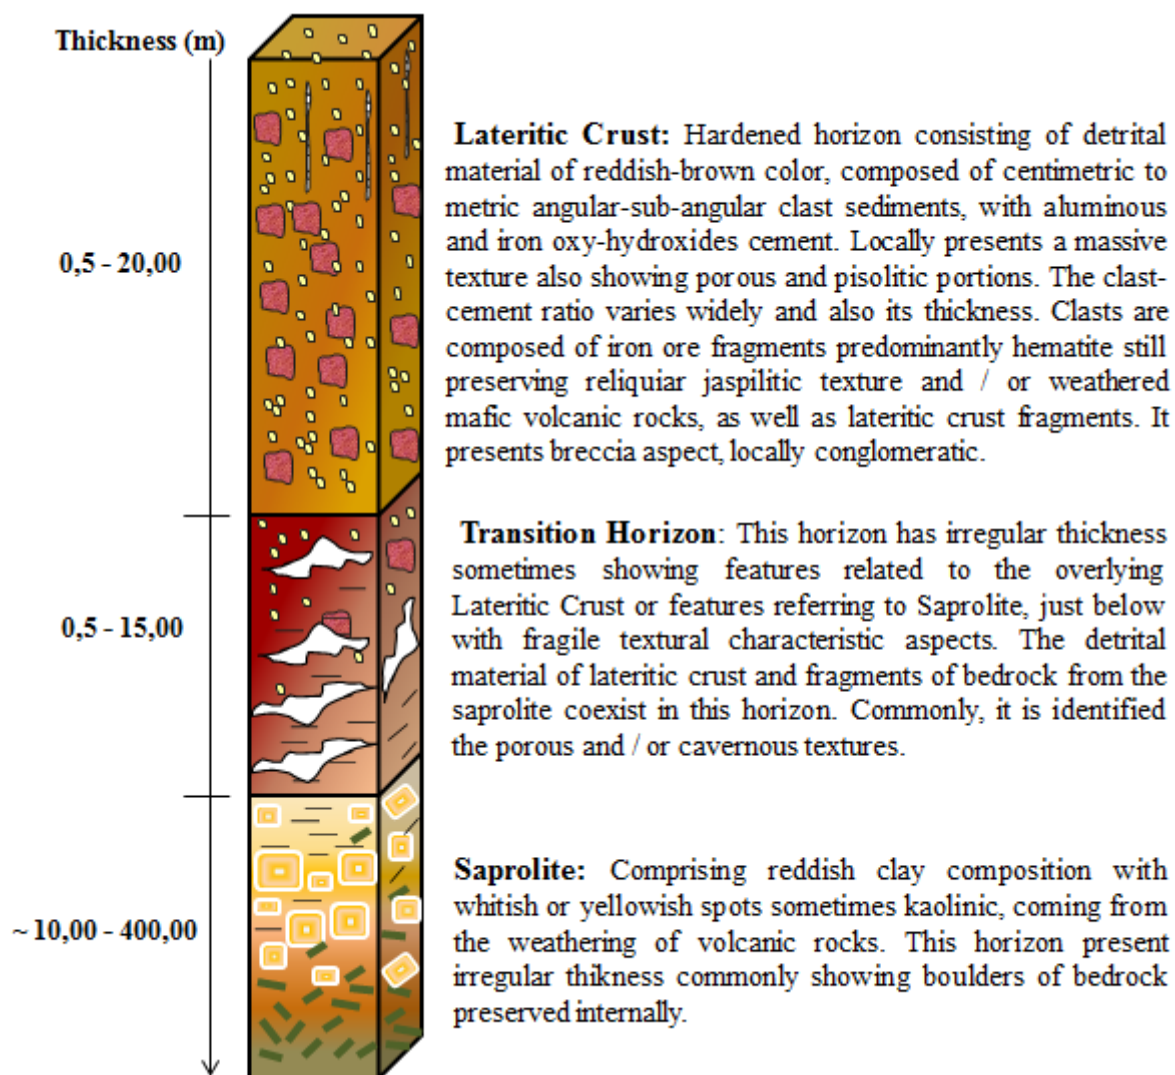 Thickness (m)
Lateritic Crust: Hardened horizon consisting of detrital
material of reddish-brown color, composed of centimetric to
metric angular-sub-angular clast sediments, with aluminous
and iron oxy-hydroxides cement. Locally presents a massive
texture also showing porous and pisolitic portions. The clast-
cement ratio varies widely and also its thickness. Clasts are
composed of iron ore fragments predominantly hematite still
preserving reliquiar jaspilitic texture and / or weathered
mafic volcanic rocks, as well as lateritic crust fragments. It
presents breccia aspect, locally conglomeratic.
0,5 - 20,00
Transition Horizon: This horizon has irregular thickness
sometimes showing features related to the overlying
Lateritic Crust or features referring to Saprolite, just below
with fragile textural characteristic aspects. The detrital
material of lateritic crust and fragments of bedrock from the
saprolite coexist in this horizon. Commonly, it is identified
the porous and / or cavernous textures.
0,5 - 15,00
Saprolite: Comprising reddish clay composition with
whitish or yellowish spots sometimes kaolinic, coming from
the weathering of volcanic rocks. This horizon present
irregular thikness commonly showing boulders of bedrock
preserved internally.
~ 10,00 - 400,00